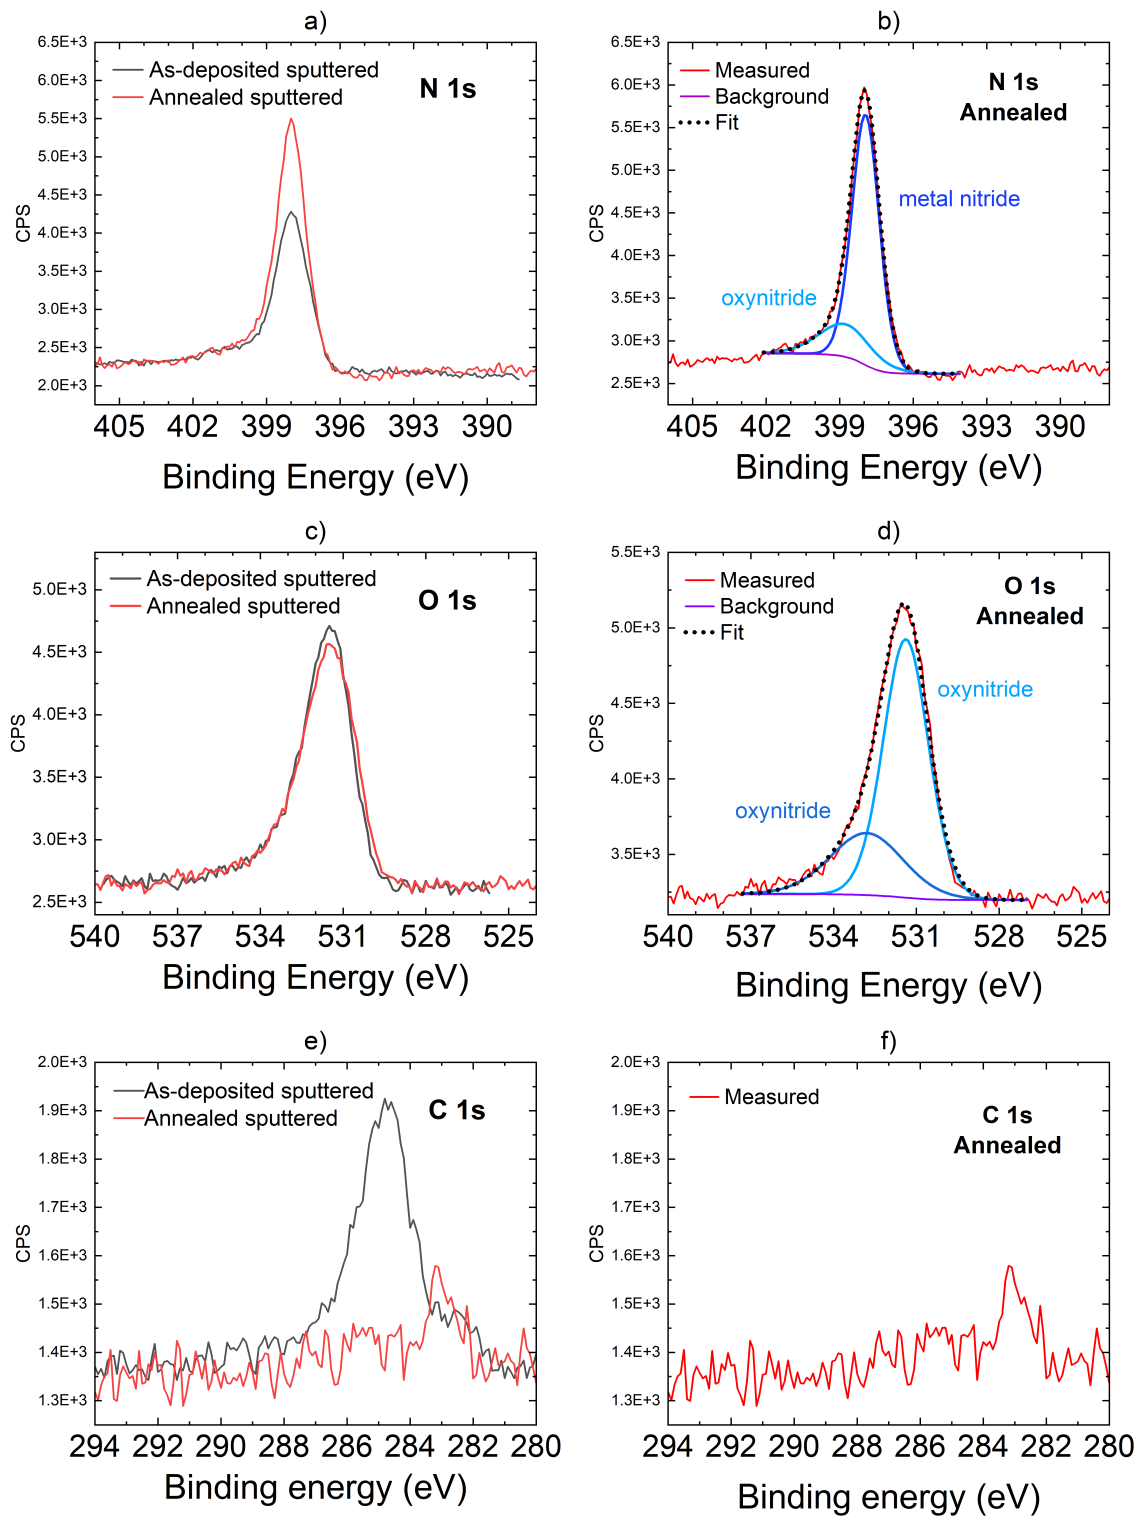 a)
6.5E+3
6.0E+3
5.5E+3
5.0E+3
4.5E+3
4.0E+3
3.5E+3
3.0E+3
2.5E+3
2.0E+3
CPS
As-deposited sputtered
Annealed sputtered
N 1s
405 402 399 396 393 390
Binding Energy (eV)
b)
6.5E+3
6.0E+3
5.5E+3
5.0E+3
4.5E+3
4.0E+3
3.5E+3
3.0E+3
2.5E+3
CPS
Measured
Background
Fit
N 1s
Annealed
metal nitride
oxynitride
405 402 399 396 393 390
Binding Energy (eV)
c)
5.0E+3
4.5E+3
4.0E+3
3.5E+3
3.0E+3
2.5E+3
CPS
As-deposited sputtered
Annealed sputtered
O 1s
540 537 534 531 528 525
Binding Energy (eV)
d)
5.5E+3
5.0E+3
4.5E+3
4.0E+3
3.5E+3
CPS
Measured
Background
Fit
O 1s
Annealed
oxynitride
oxynitride
540 537 534 531 528 525
Binding Energy (eV)
e)
2.0E+3
1.9E+3
1.8E+3
1.7E+3
1.6E+3
1.5E+3
1.4E+3
1.3E+3
CPS
As-deposited sputtered
Annealed sputtered
C 1s
294 292 290 288 286 284 282 280
Binding energy (eV)
f)
2.0E+3
1.9E+3
1.8E+3
1.7E+3
1.6E+3
1.5E+3
1.4E+3
1.3E+3
CPS
Measured
C 1s
Annealed
294 292 290 288 286 284 282 280
Binding energy (eV)